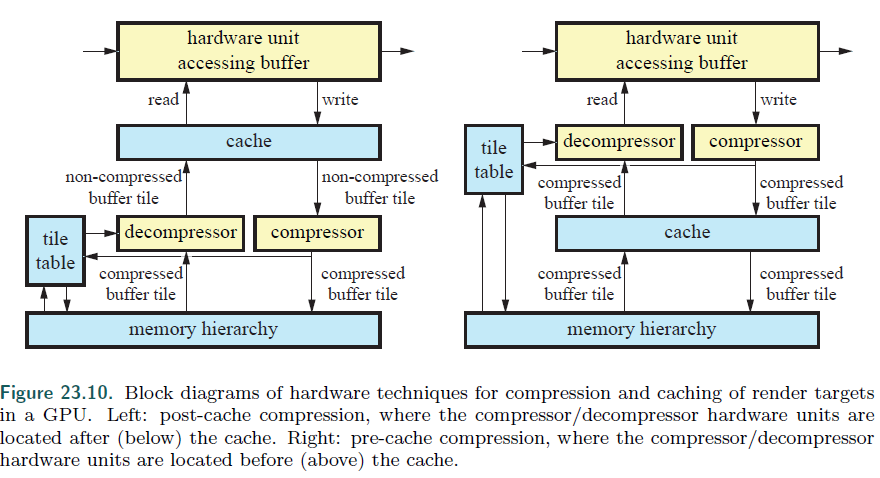 hardware unit
accessing buffer
read
write
cache
non-compressed
buffer tile
non-compressed
buffer tile
tile
table
decompressor
compressor
compressed
buffer tile
compressed
buffer tile
memory hierarchy
hardware unit
accessing buffer
read
write
tile
table
decompressor
compressor
compressed
buffer tile
compressed
buffer tile
cache
compressed
buffer tile
compressed
buffer tile
memory hierarchy
Figure 23.10. Block diagrams of hardware techniques for compression and caching of render targets
in a GPU. Left: post-cache compression, where the compressor/decompressor hardware units are
located after (below) the cache. Right: pre-cache compression, where the compressor/decompressor
hardware units are located before (above) the cache.